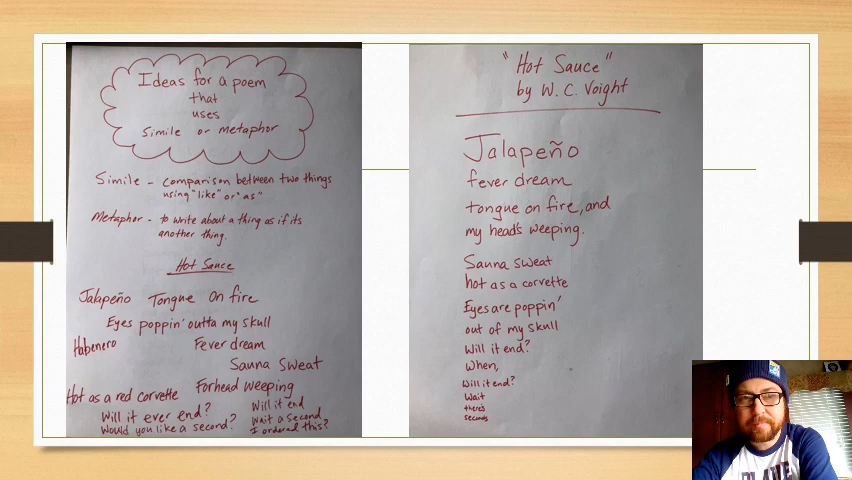 Ideas for a poem
that
uses
Simile or metaphor
Simile - comparison between two things
using "like" or "as"
Metaphor - to write about a thing as if its
another thing.
Hot Sauce
Jalapeño Tongue on fire
Eyes poppin' outta my skull
Habenero Fever dream
Sauna Sweat
Hot as a red corvette Forhead weeping
Will it ever end? Will it end
Would you like a second? Wait a second
I ordered this?
"Hot Sauce"
by W. C. Voight
Jalapeño
fever dream
tongue on fire, and
my head's weeping.
Sauna sweat
hot as a corvette
Eyes are poppin'
out of my skull
Will it end?
When,
Will it end?
Wait
there's
seconds